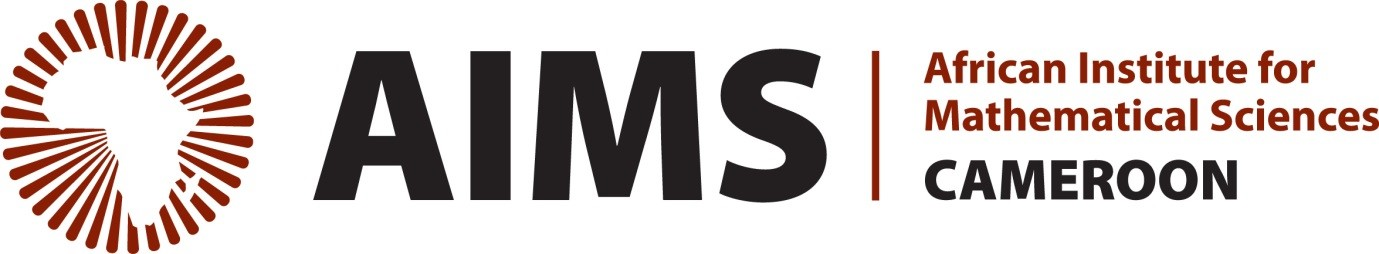 AIMS
African Institute for
Mathematical Sciences
CAMEROON